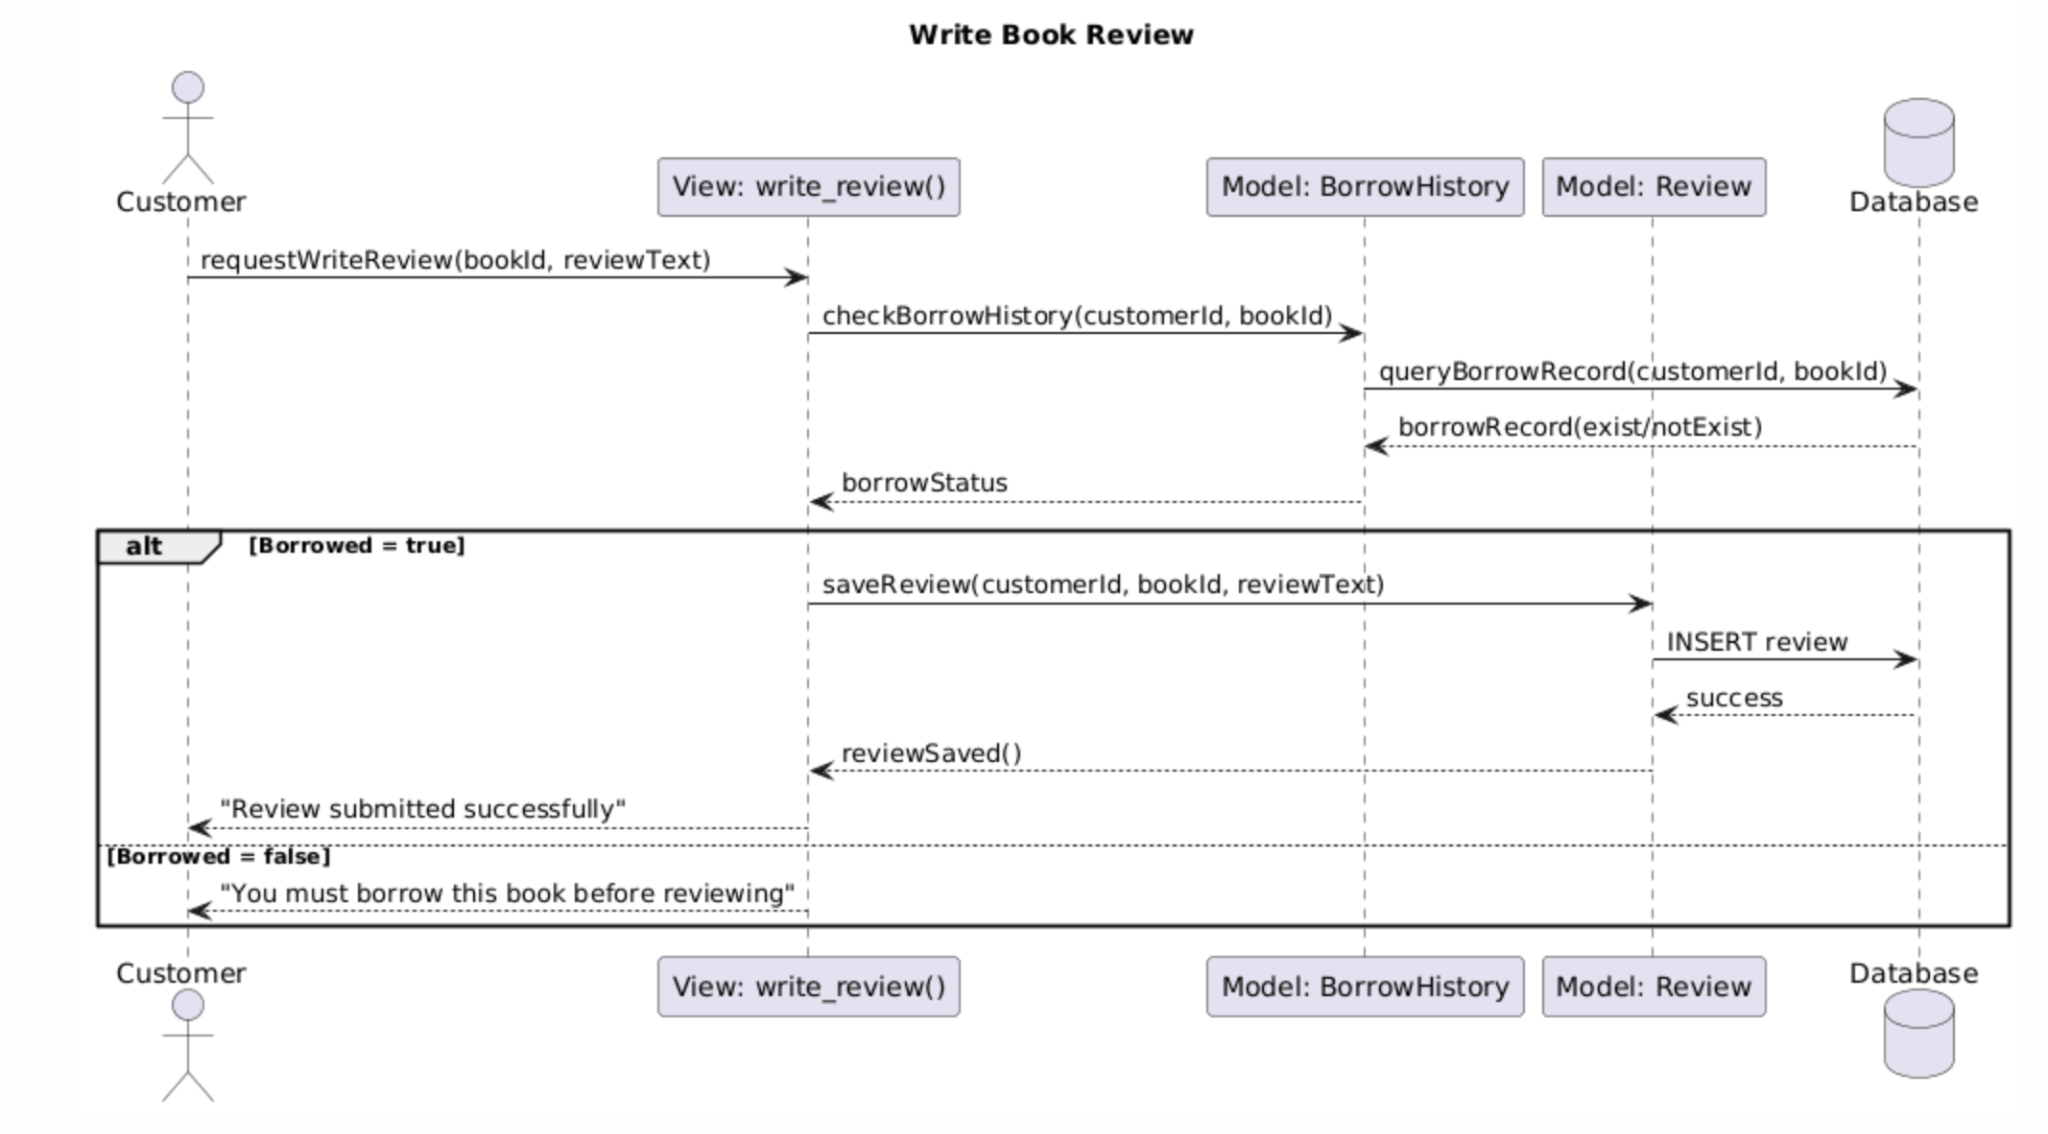 Write Book Review
Customer
View: write_review()
Model: BorrowHistory
Model: Review
Database
requestWriteReview(bookId, reviewText)
checkBorrowHistory(customerId, bookId)
queryBorrowRecord(customerId, bookId)
borrowRecord(exist/notExist)
borrowStatus
alt [Borrowed = true]
saveReview(customerId, bookId, reviewText)
INSERT review
success
reviewSaved()
"Review submitted successfully"
[Borrowed = false]
"You must borrow this book before reviewing"
Customer
View: write_review()
Model: BorrowHistory
Model: Review
Database